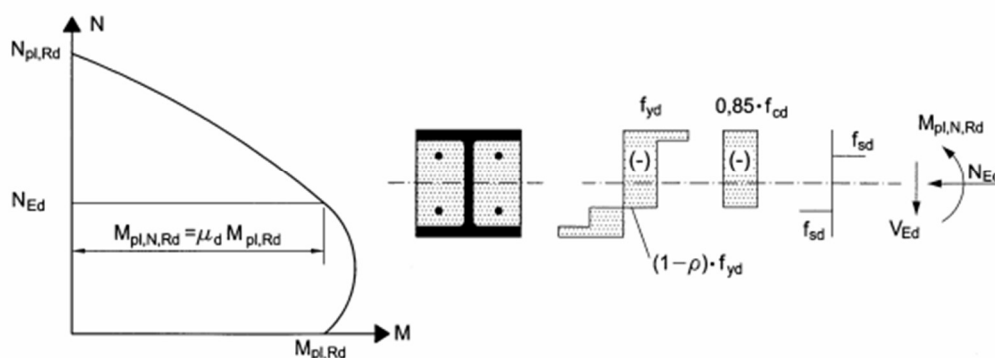 N
N_pl,Rd
N_Ed
M_pl,N,Rd = μ_d M_pl,Rd
M_pl,Rd
M
f_yd
(-)
(1-ρ)·f_yd
0,85·f_cd
(-)
f_sd
f_sd
M_pl,N,Rd
N_Ed
V_Ed